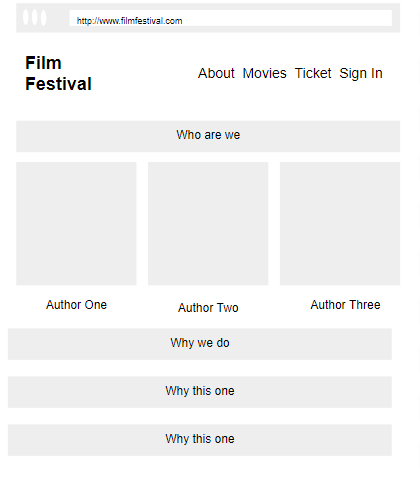 http://www.filmfestival.com
Film
Festival
About Movies Ticket Sign In
Who are we
Author One
Author Two
Author Three
Why we do
Why this one
Why this one